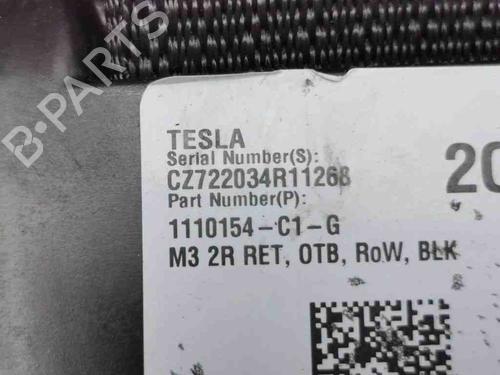 TESLA
Serial Number(S):
CZ722034R11268
20
Part Number(P):
1110154-C1-G
M3 2R RET, OTB, RoW, BLK
B-PARTS